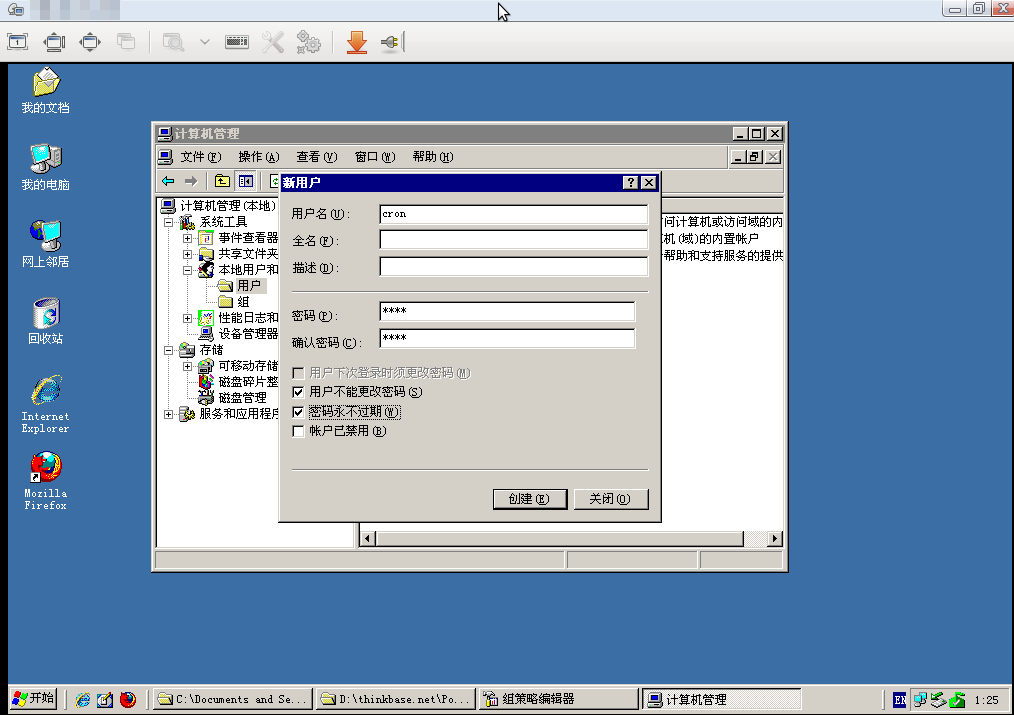 我的文档
我的电脑
网上邻居
回收站
Internet
Explorer
Mozilla
Firefox
计算机管理
文件(F) 操作(A) 查看(V) 窗口(W) 帮助(H)
计算机管理(本地)
系统工具
事件查看器
共享文件夹
本地用户和
用户
组
性能日志和
设备管理器
存储
可移动存储
磁盘碎片整
磁盘管理
服务和应用程序
问计算机或访问域的内
机(域)的内置帐户
帮助和支持服务的提供
新用户
用户名(U):
cron
全名(F):
描述(D):
密码(P):
****
确认密码(C):
****
用户下次登录时须更改密码(M)
用户不能更改密码(S)
密码永不过期(W)
帐户已禁用(B)
创建(E)
关闭(O)
开始
C:\Documents and Se...
D:\thinkbase.net\Po...
组策略编辑器
计算机管理
EN
1:25